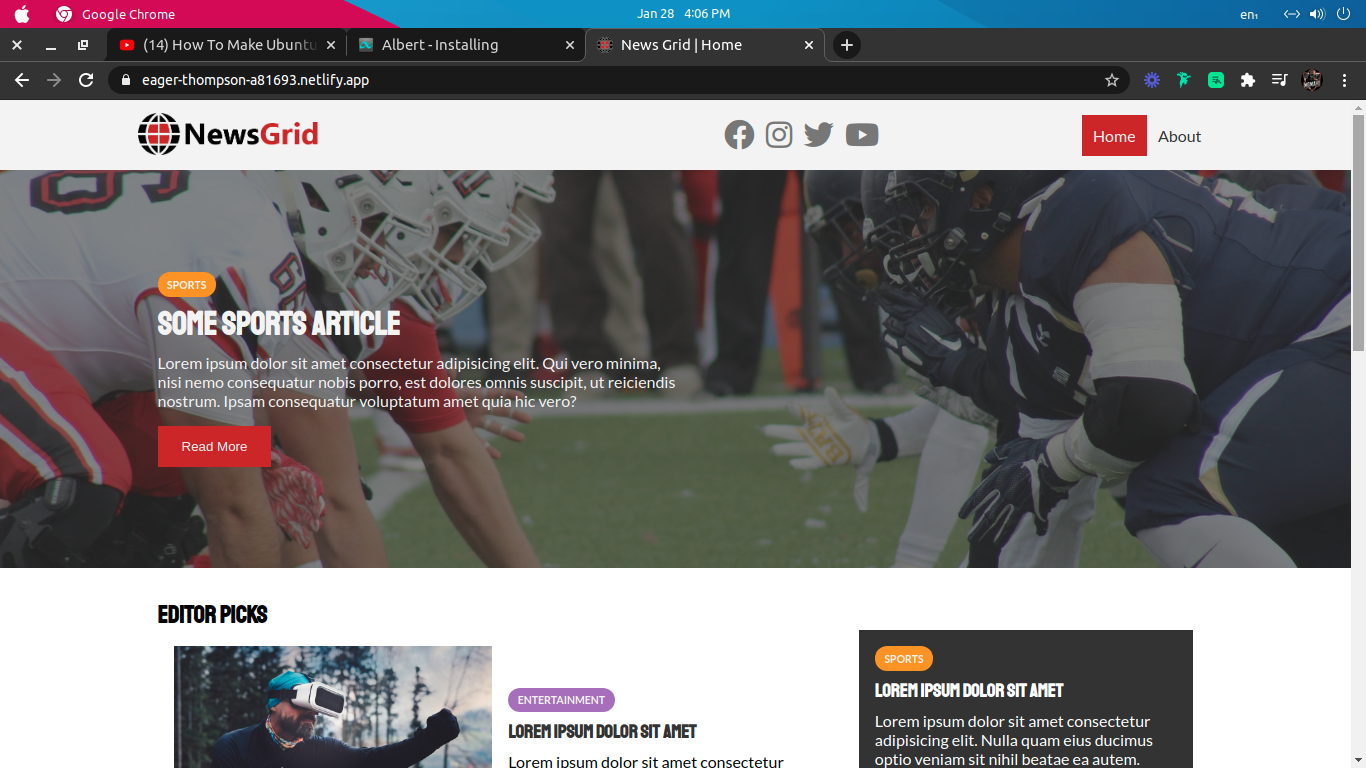 Google Chrome
Jan 28 4:06 PM
en₁
(14) How To Make Ubuntu
Albert - Installing
News Grid | Home
eager-thompson-a81693.netlify.app
NewsGrid
Home
About
SPORTS
SOME SPORTS ARTICLE
Lorem ipsum dolor sit amet consectetur adipisicing elit. Qui vero minima,
nisi nemo consequatur nobis porro, est dolores omnis suscipit, ut reiciendis
nostrum. Ipsam consequatur voluptatum amet quia hic vero?
Read More
EDITOR PICKS
ENTERTAINMENT
LOREM IPSUM DOLOR SIT AMET
Lorem ipsum dolor sit amet consectetur
SPORTS
LOREM IPSUM DOLOR SIT AMET
Lorem ipsum dolor sit amet consectetur
adipisicing elit. Nulla quam eius ducimus
optio veniam sit nihil beatae ea autem.